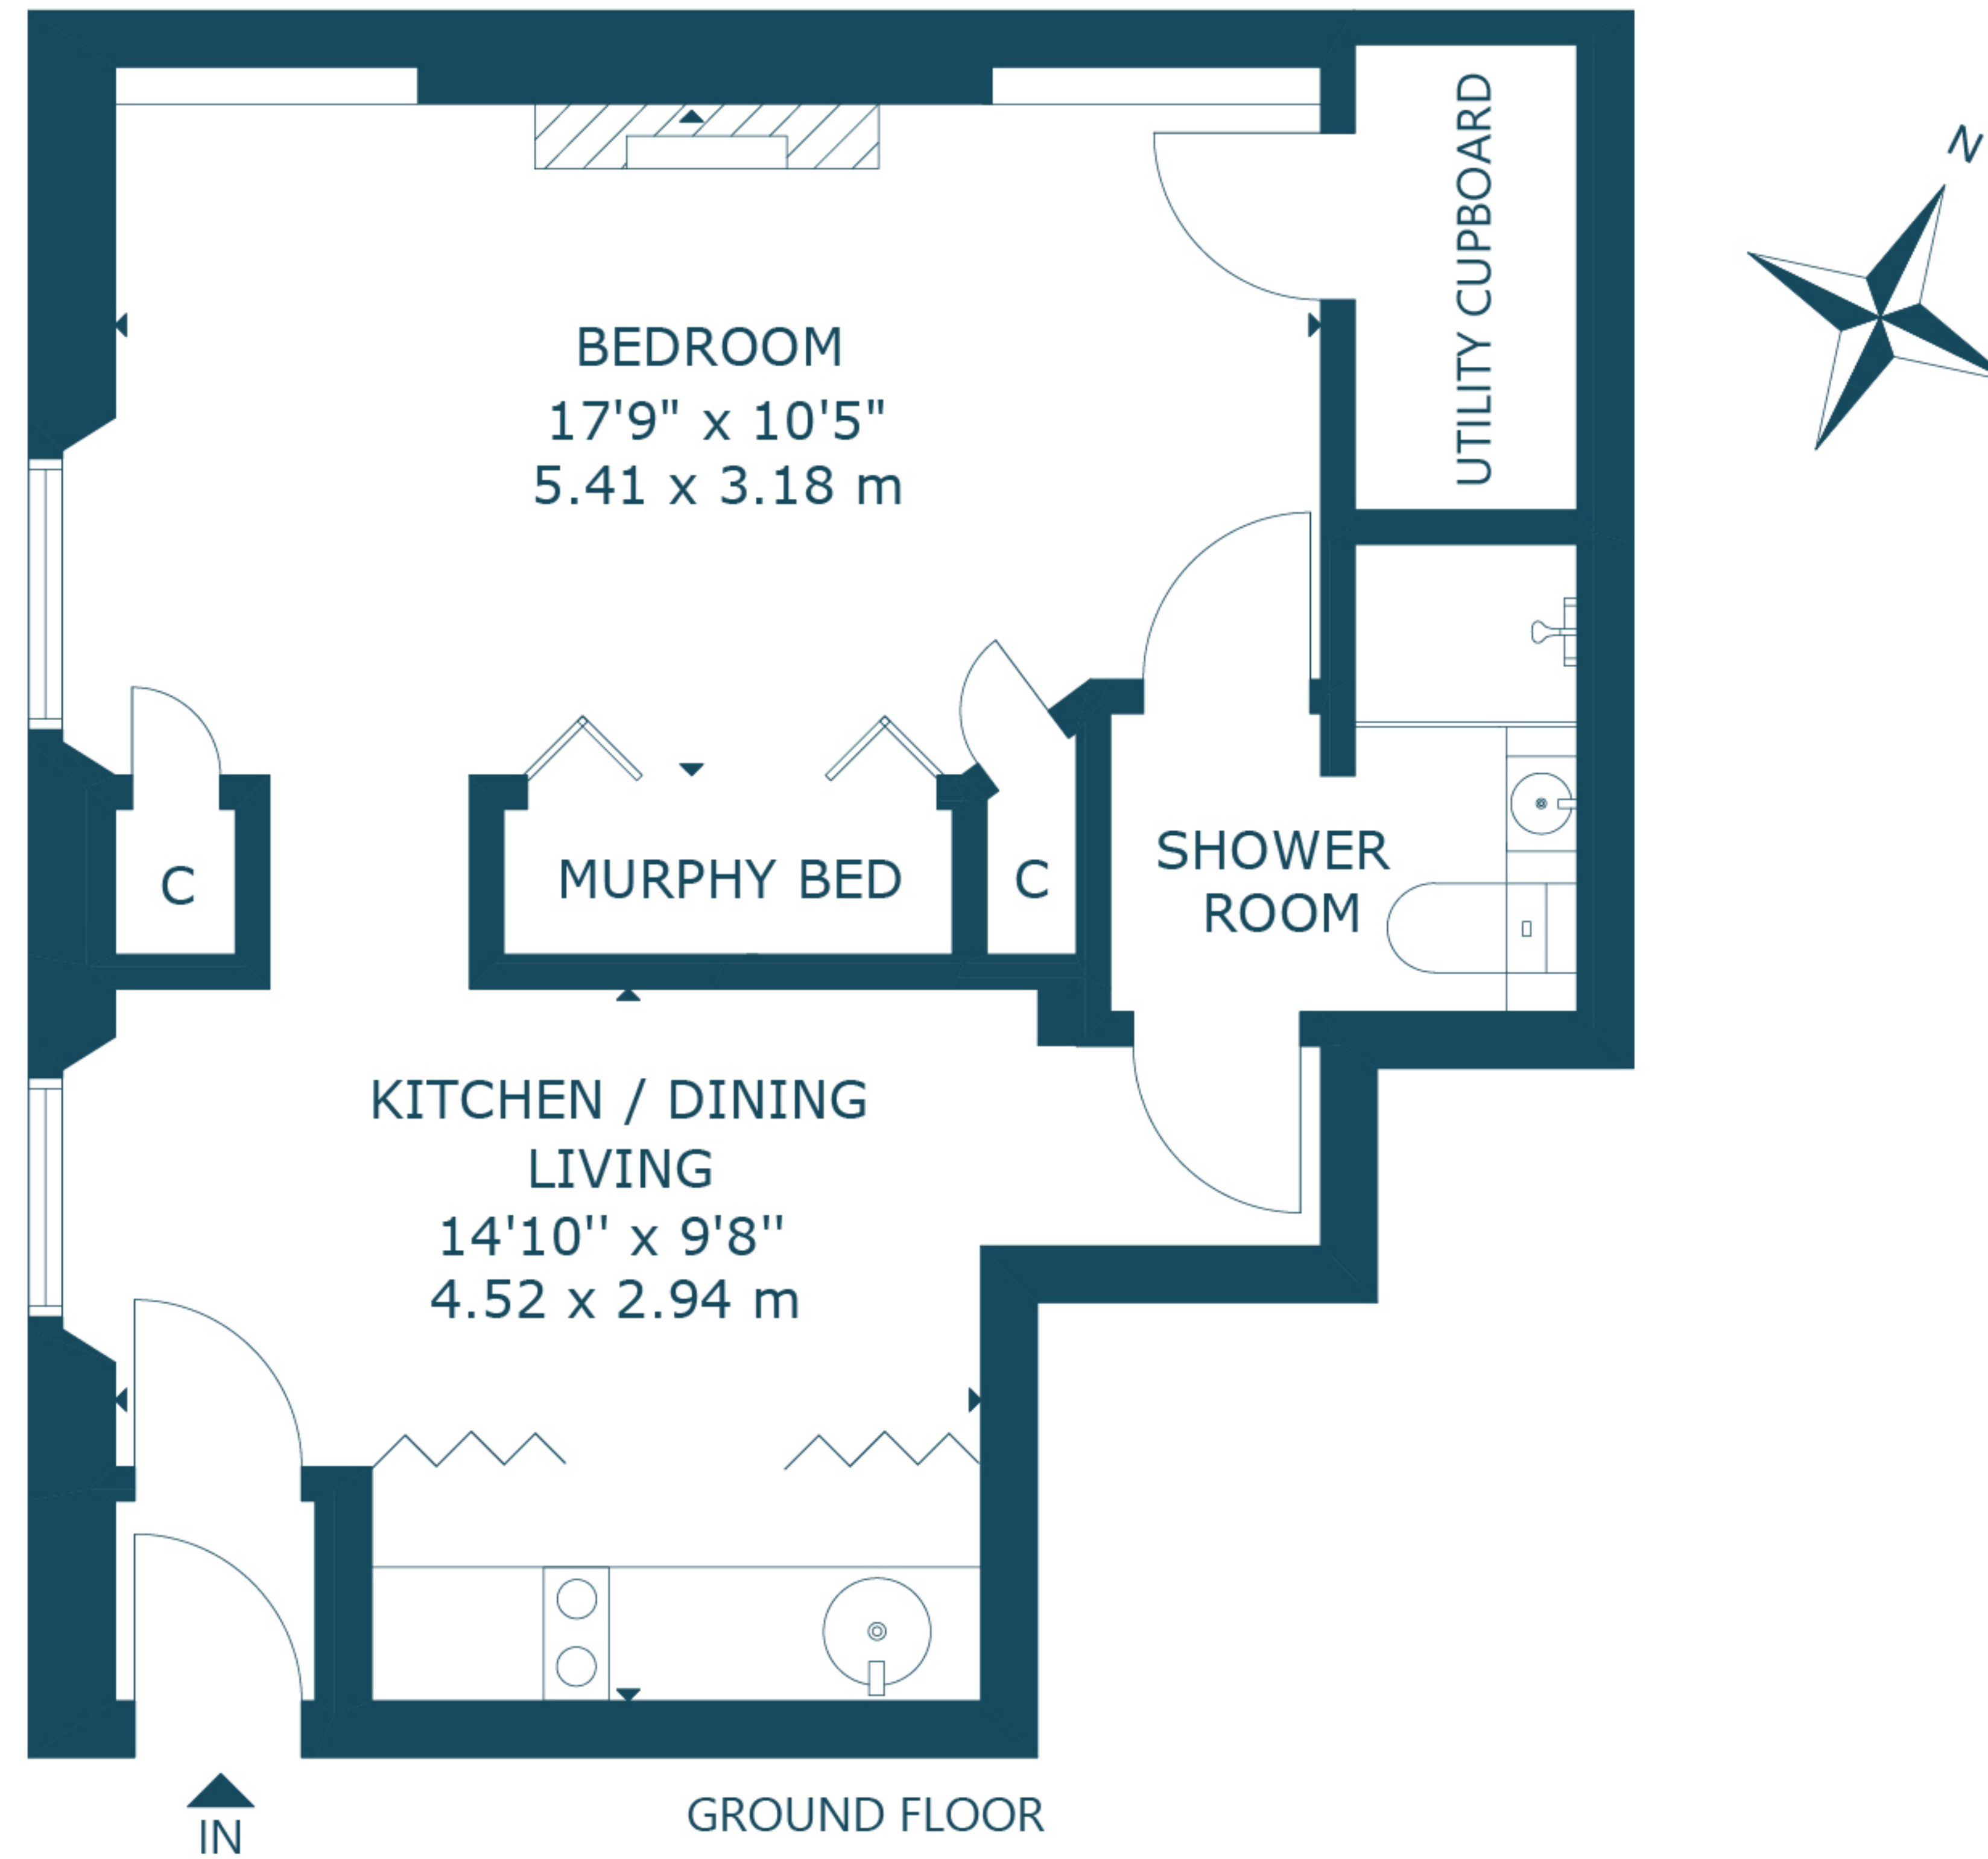 UTILITY CUPBOARD
N
BEDROOM
17'9" x 10'5"
5.41 x 3.18 m
C
MURPHY BED
C
SHOWER
ROOM
KITCHEN / DINING
LIVING
14'10'' x 9'8''
4.52 x 2.94 m
IN
GROUND FLOOR